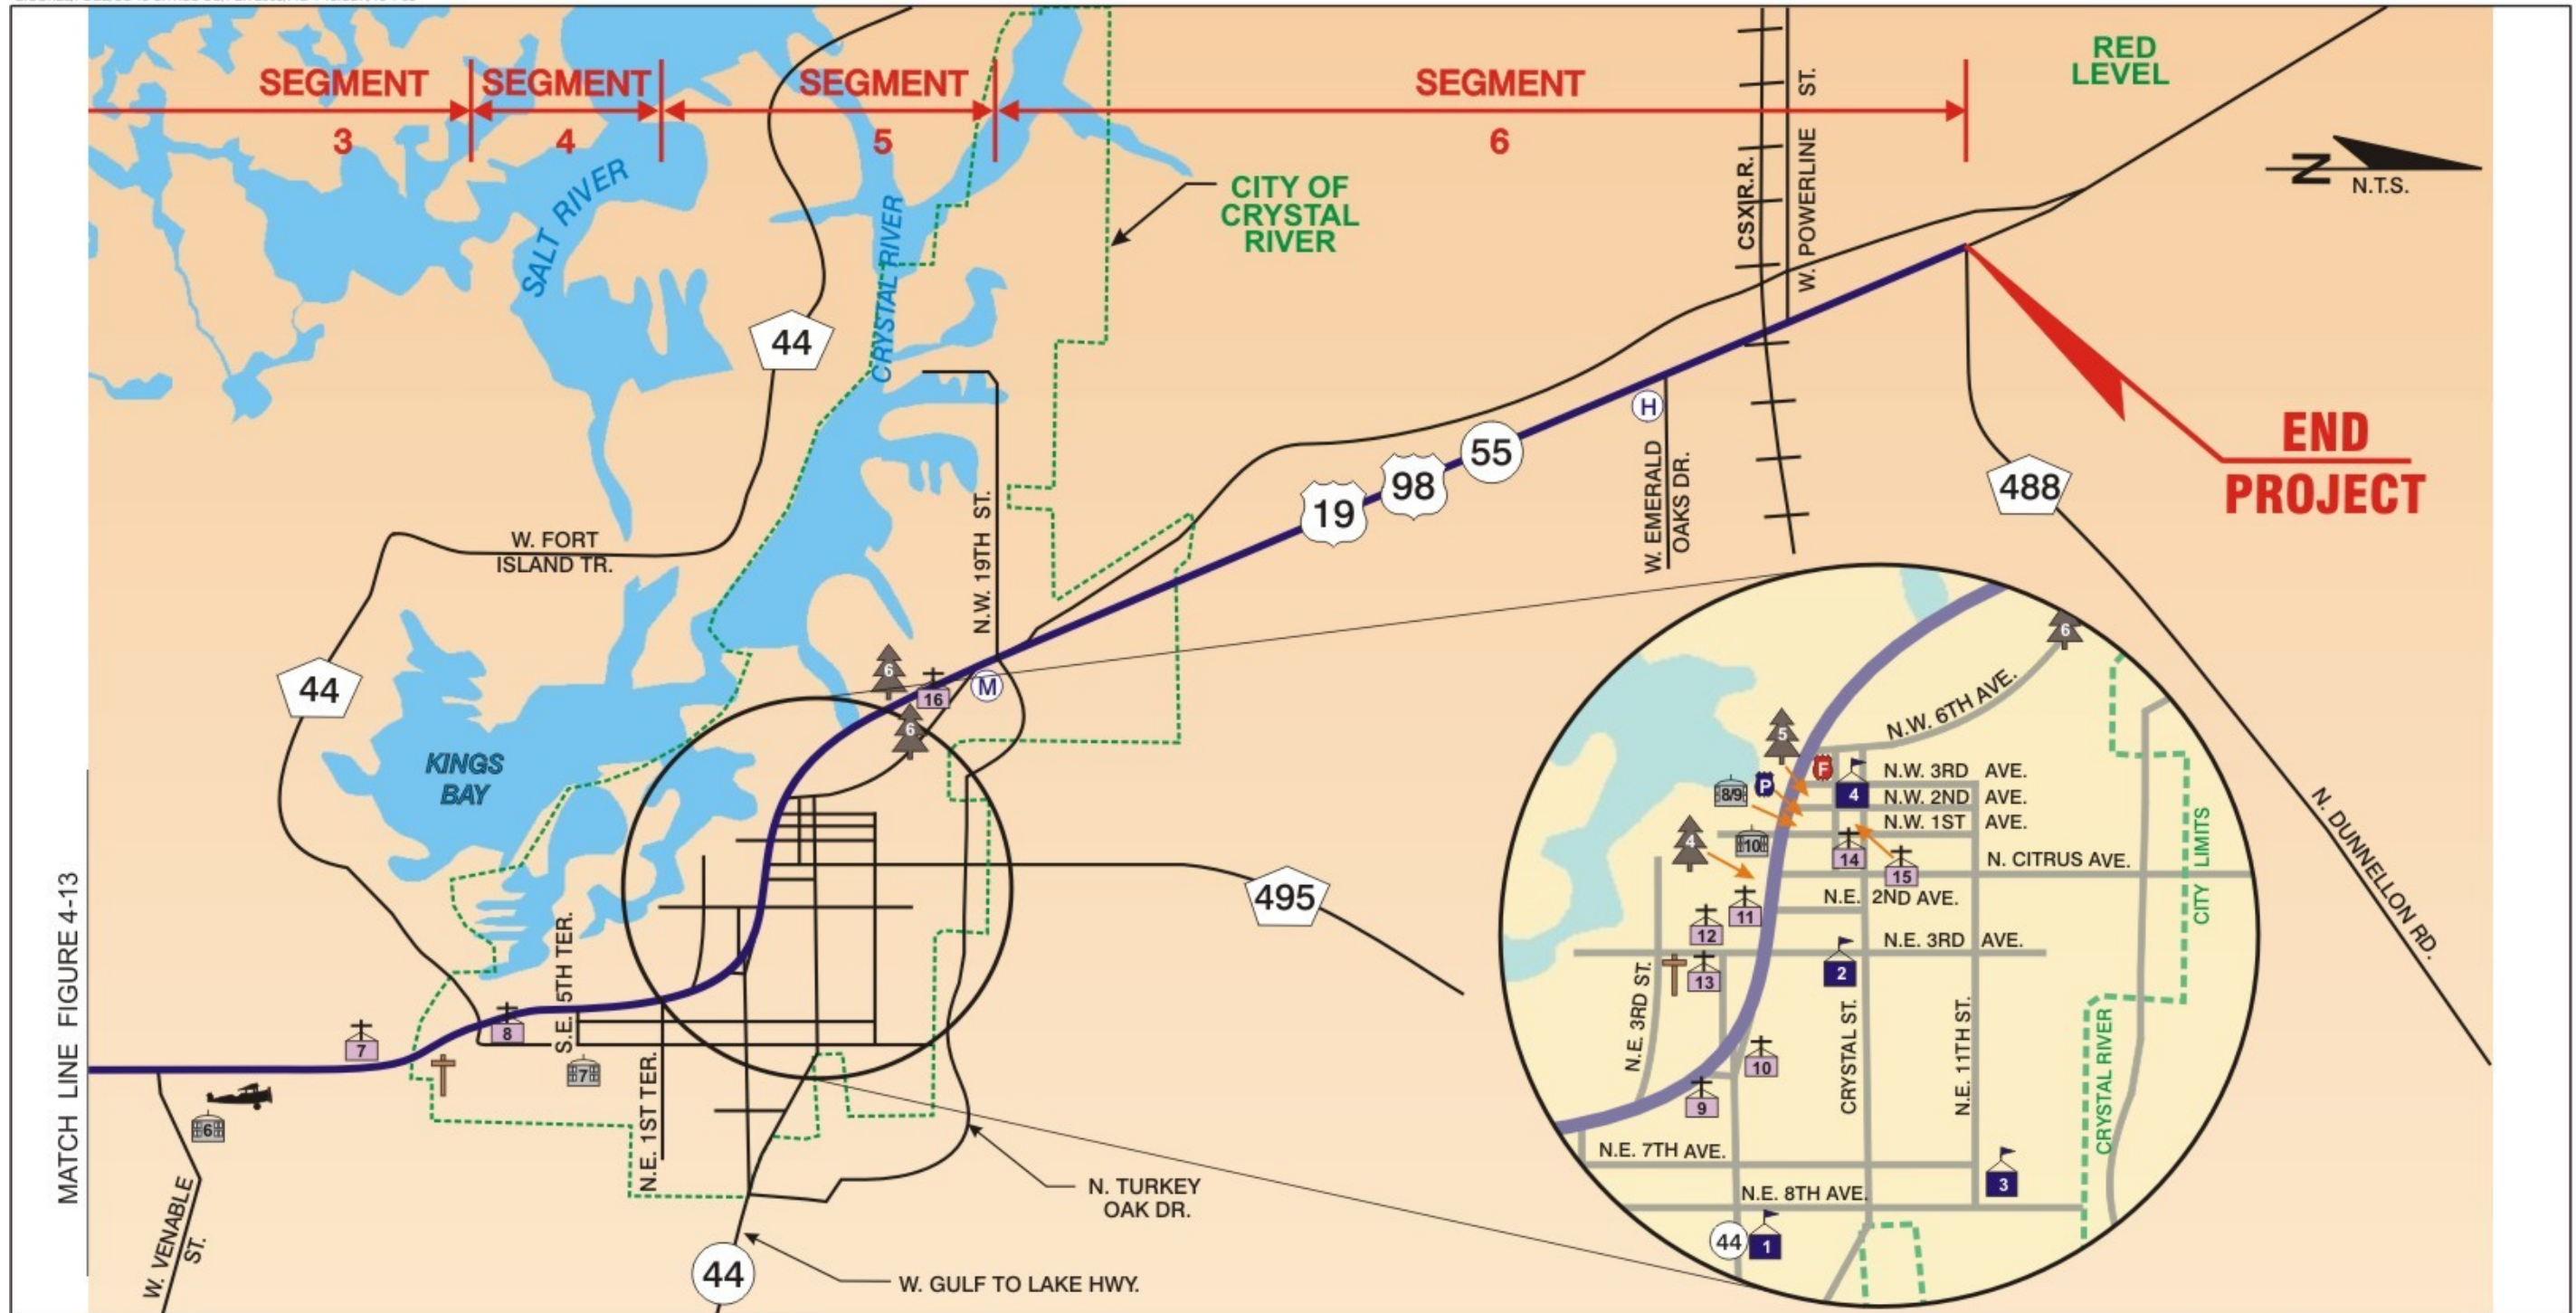 SEGMENT
3
SEGMENT
4
SEGMENT
5
SEGMENT
6
RED
LEVEL
N
N.T.S.
SALT RIVER
CRYSTAL RIVER
CITY OF
CRYSTAL
RIVER
CSX R.R.
W. POWERLINE ST.
44
W. FORT
ISLAND TR.
44
KINGS
BAY
N.W. 19TH ST.
19
98
55
H
W. EMERALD
OAKS DR.
488
END
PROJECT
N. DUNNELLON RD.
6
16
M
6
495
MATCH LINE FIGURE 4-13
7
8
S.E. 5TH TER.
7
6
W. VENABLE
ST.
N.E. 1ST TER.
N. TURKEY
OAK DR.
W. GULF TO LAKE HWY.
44
6
N.W. 6TH AVE.
5
F
P
8/9
4
N.W. 3RD AVE.
N.W. 2ND AVE.
N.W. 1ST AVE.
4
10
14
15
N. CITRUS AVE.
N.E. 2ND AVE.
11
12
N.E. 3RD AVE.
13
2
N.E. 3RD ST.
CRYSTAL ST.
N.E. 11TH ST.
10
9
N.E. 7TH AVE.
3
N.E. 8TH AVE.
44
1
CITY LIMITS
CRYSTAL RIVER